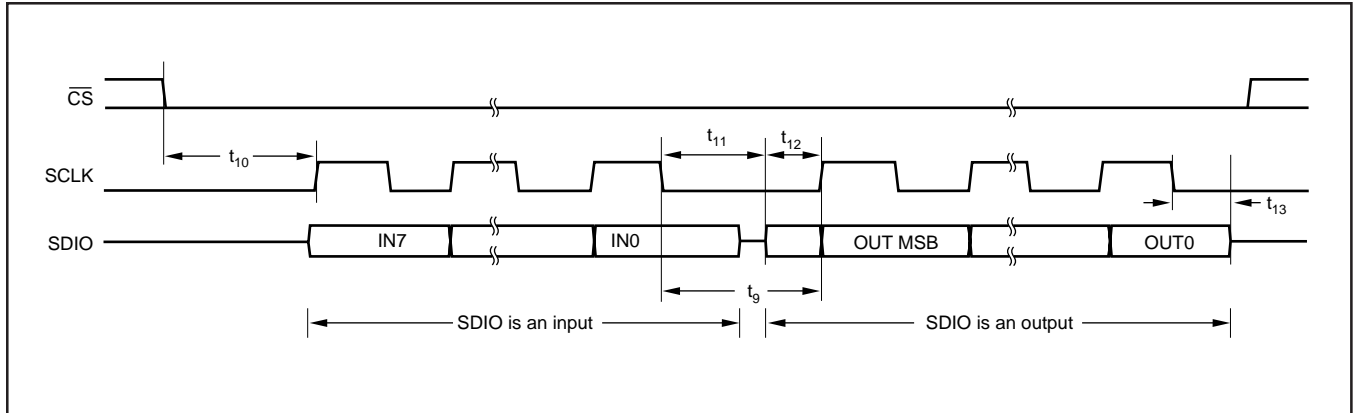 C̅S̅
t10
t11
t12
SCLK
t13
SDIO
IN7
IN0
OUT MSB
OUT0
t9
SDIO is an input
SDIO is an output